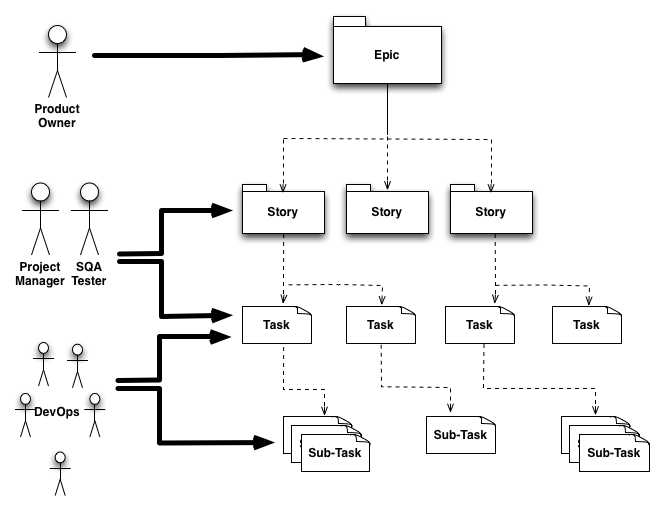 Epic
Product
Owner
Story
Story
Story
Project
Manager
SQA
Tester
Task
Task
Task
Task
DevOps
Sub-Task
Sub-Task
Sub-Task